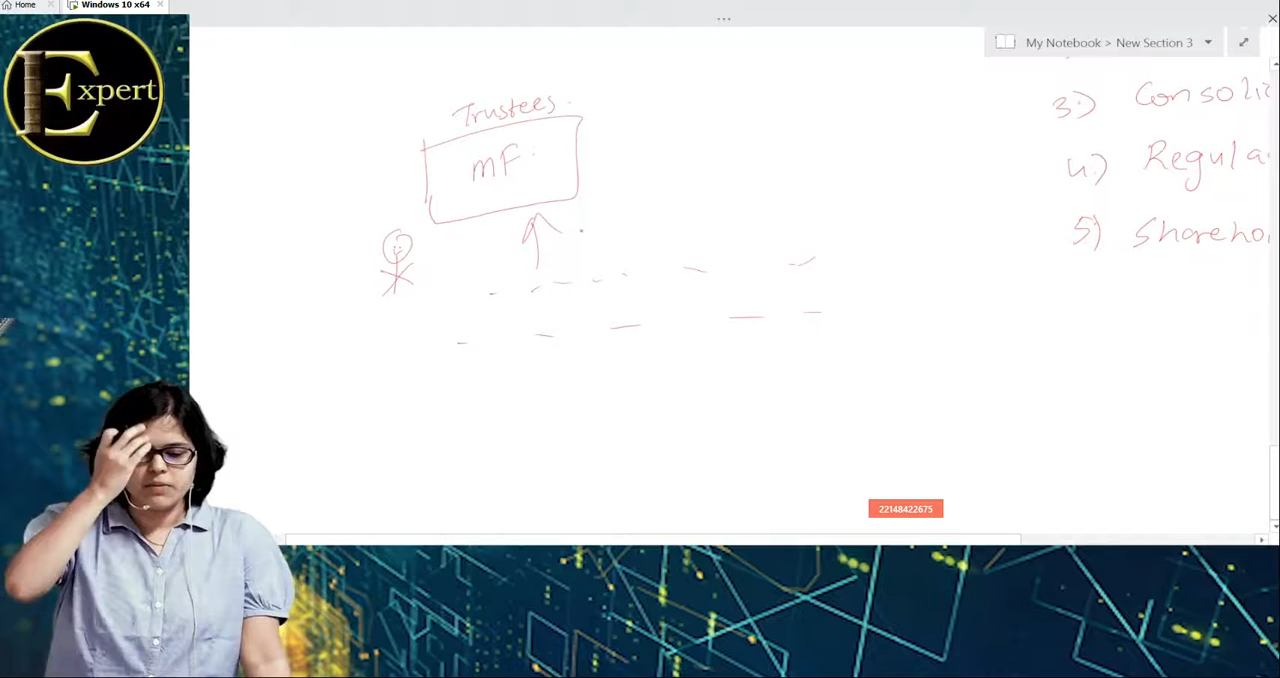 Home
Windows 10 x64
Expert
My Notebook > New Section 3
Trustees
MF
3.) Consoli
4.) Regula
5) Shareho
22148422675